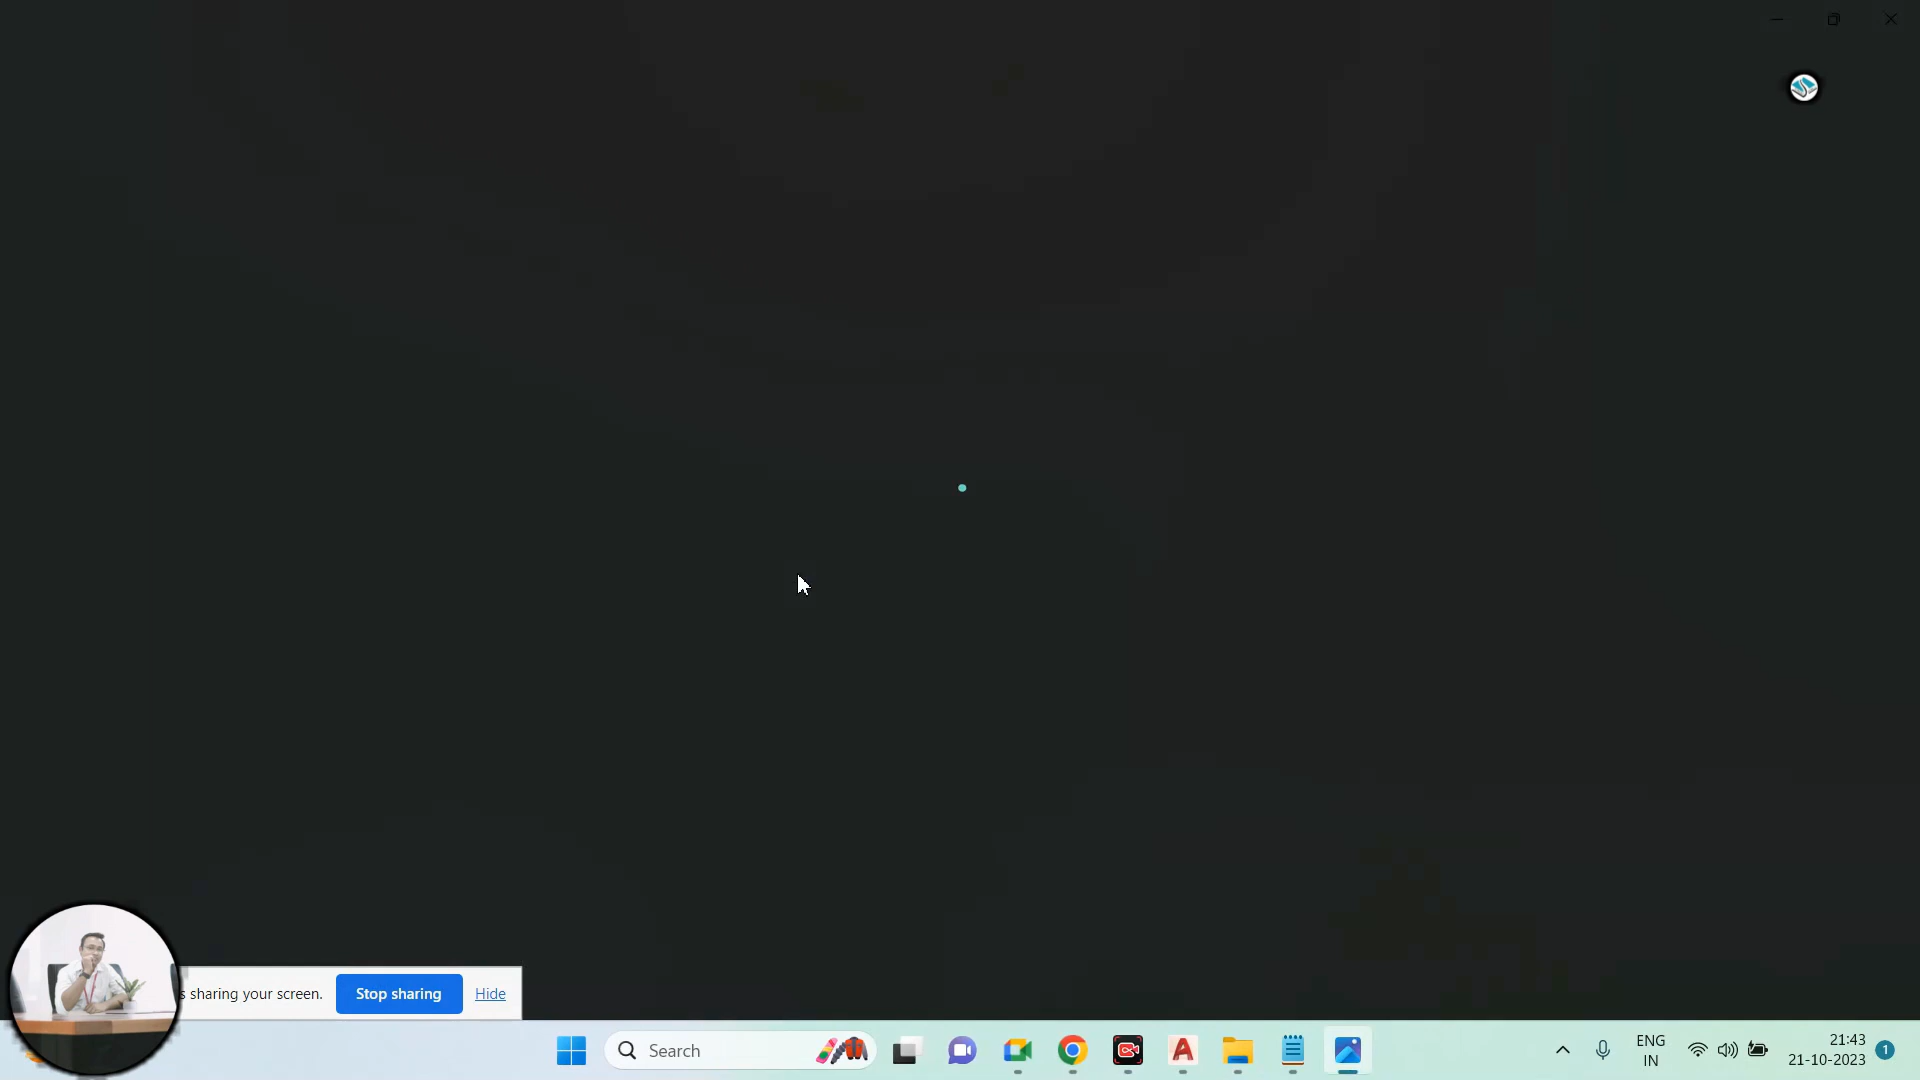 s sharing your screen.
Stop sharing
Hide
Search
ENG
IN
21:43
21-10-2023
1